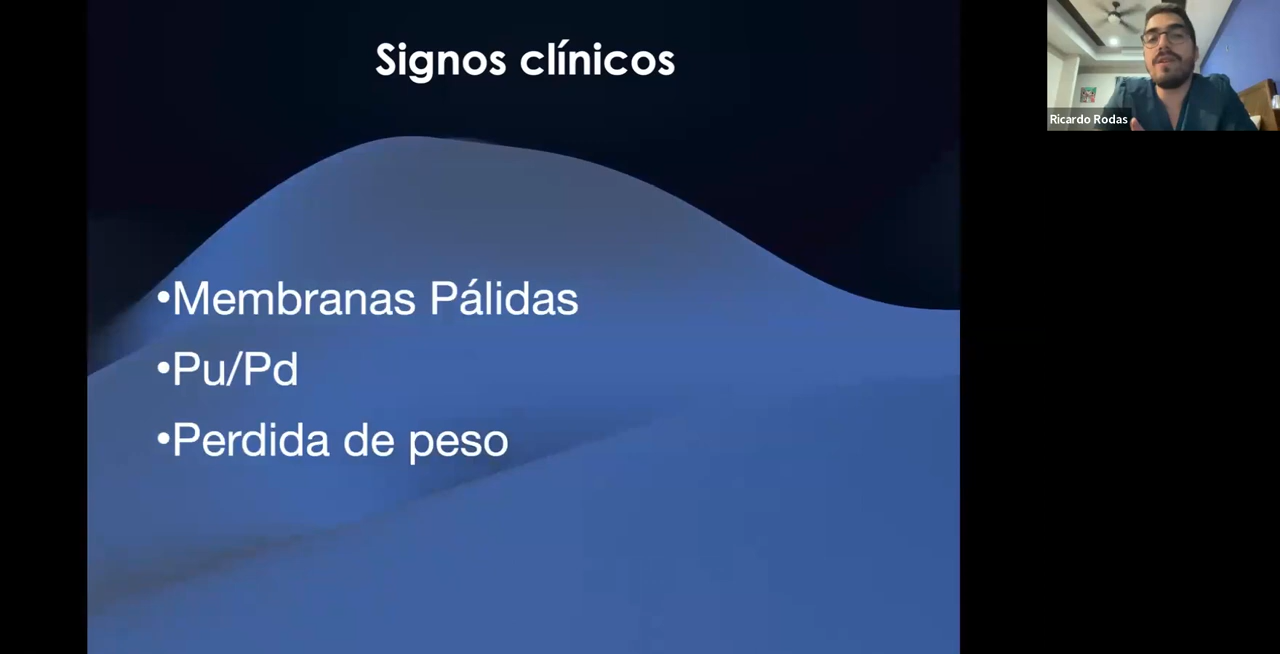 Signos clínicos
Ricardo Rodas
•Membranas Pálidas
•Pu/Pd
•Perdida de peso